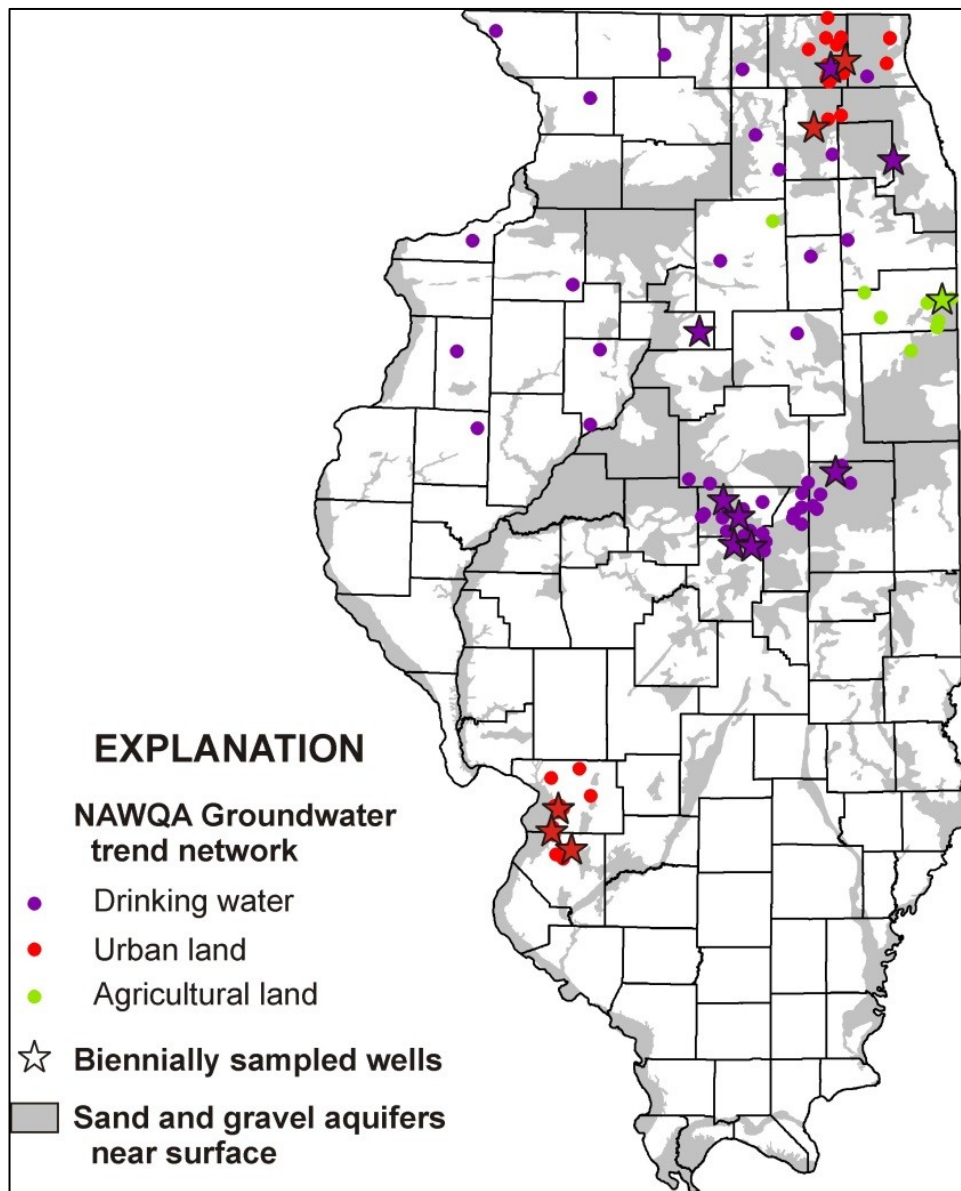 EXPLANATION
NAWQA Groundwater
trend network
Drinking water
Urban land
Agricultural land
Biennially sampled wells
Sand and gravel aquifers
near surface